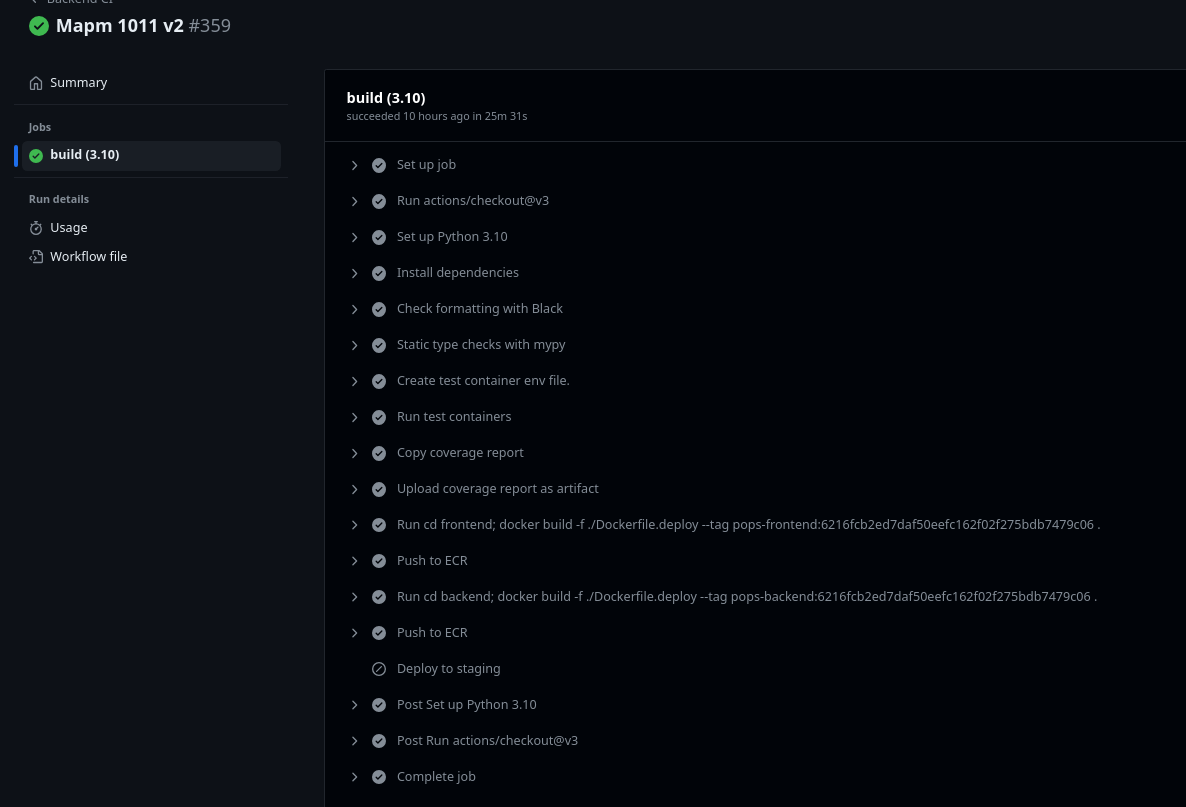 Backend CI
Mapm 1011 v2 #359
Summary
Jobs
build (3.10)
Run details
Usage
Workflow file
build (3.10)
succeeded 10 hours ago in 25m 31s
Set up job
Run actions/checkout@v3
Set up Python 3.10
Install dependencies
Check formatting with Black
Static type checks with mypy
Create test container env file.
Run test containers
Copy coverage report
Upload coverage report as artifact
Run cd frontend; docker build -f ./Dockerfile.deploy --tag pops-frontend:6216fcb2ed7daf50eefc162f02f275bdb7479c06 .
Push to ECR
Run cd backend; docker build -f ./Dockerfile.deploy --tag pops-backend:6216fcb2ed7daf50eefc162f02f275bdb7479c06 .
Push to ECR
Deploy to staging
Post Set up Python 3.10
Post Run actions/checkout@v3
Complete job